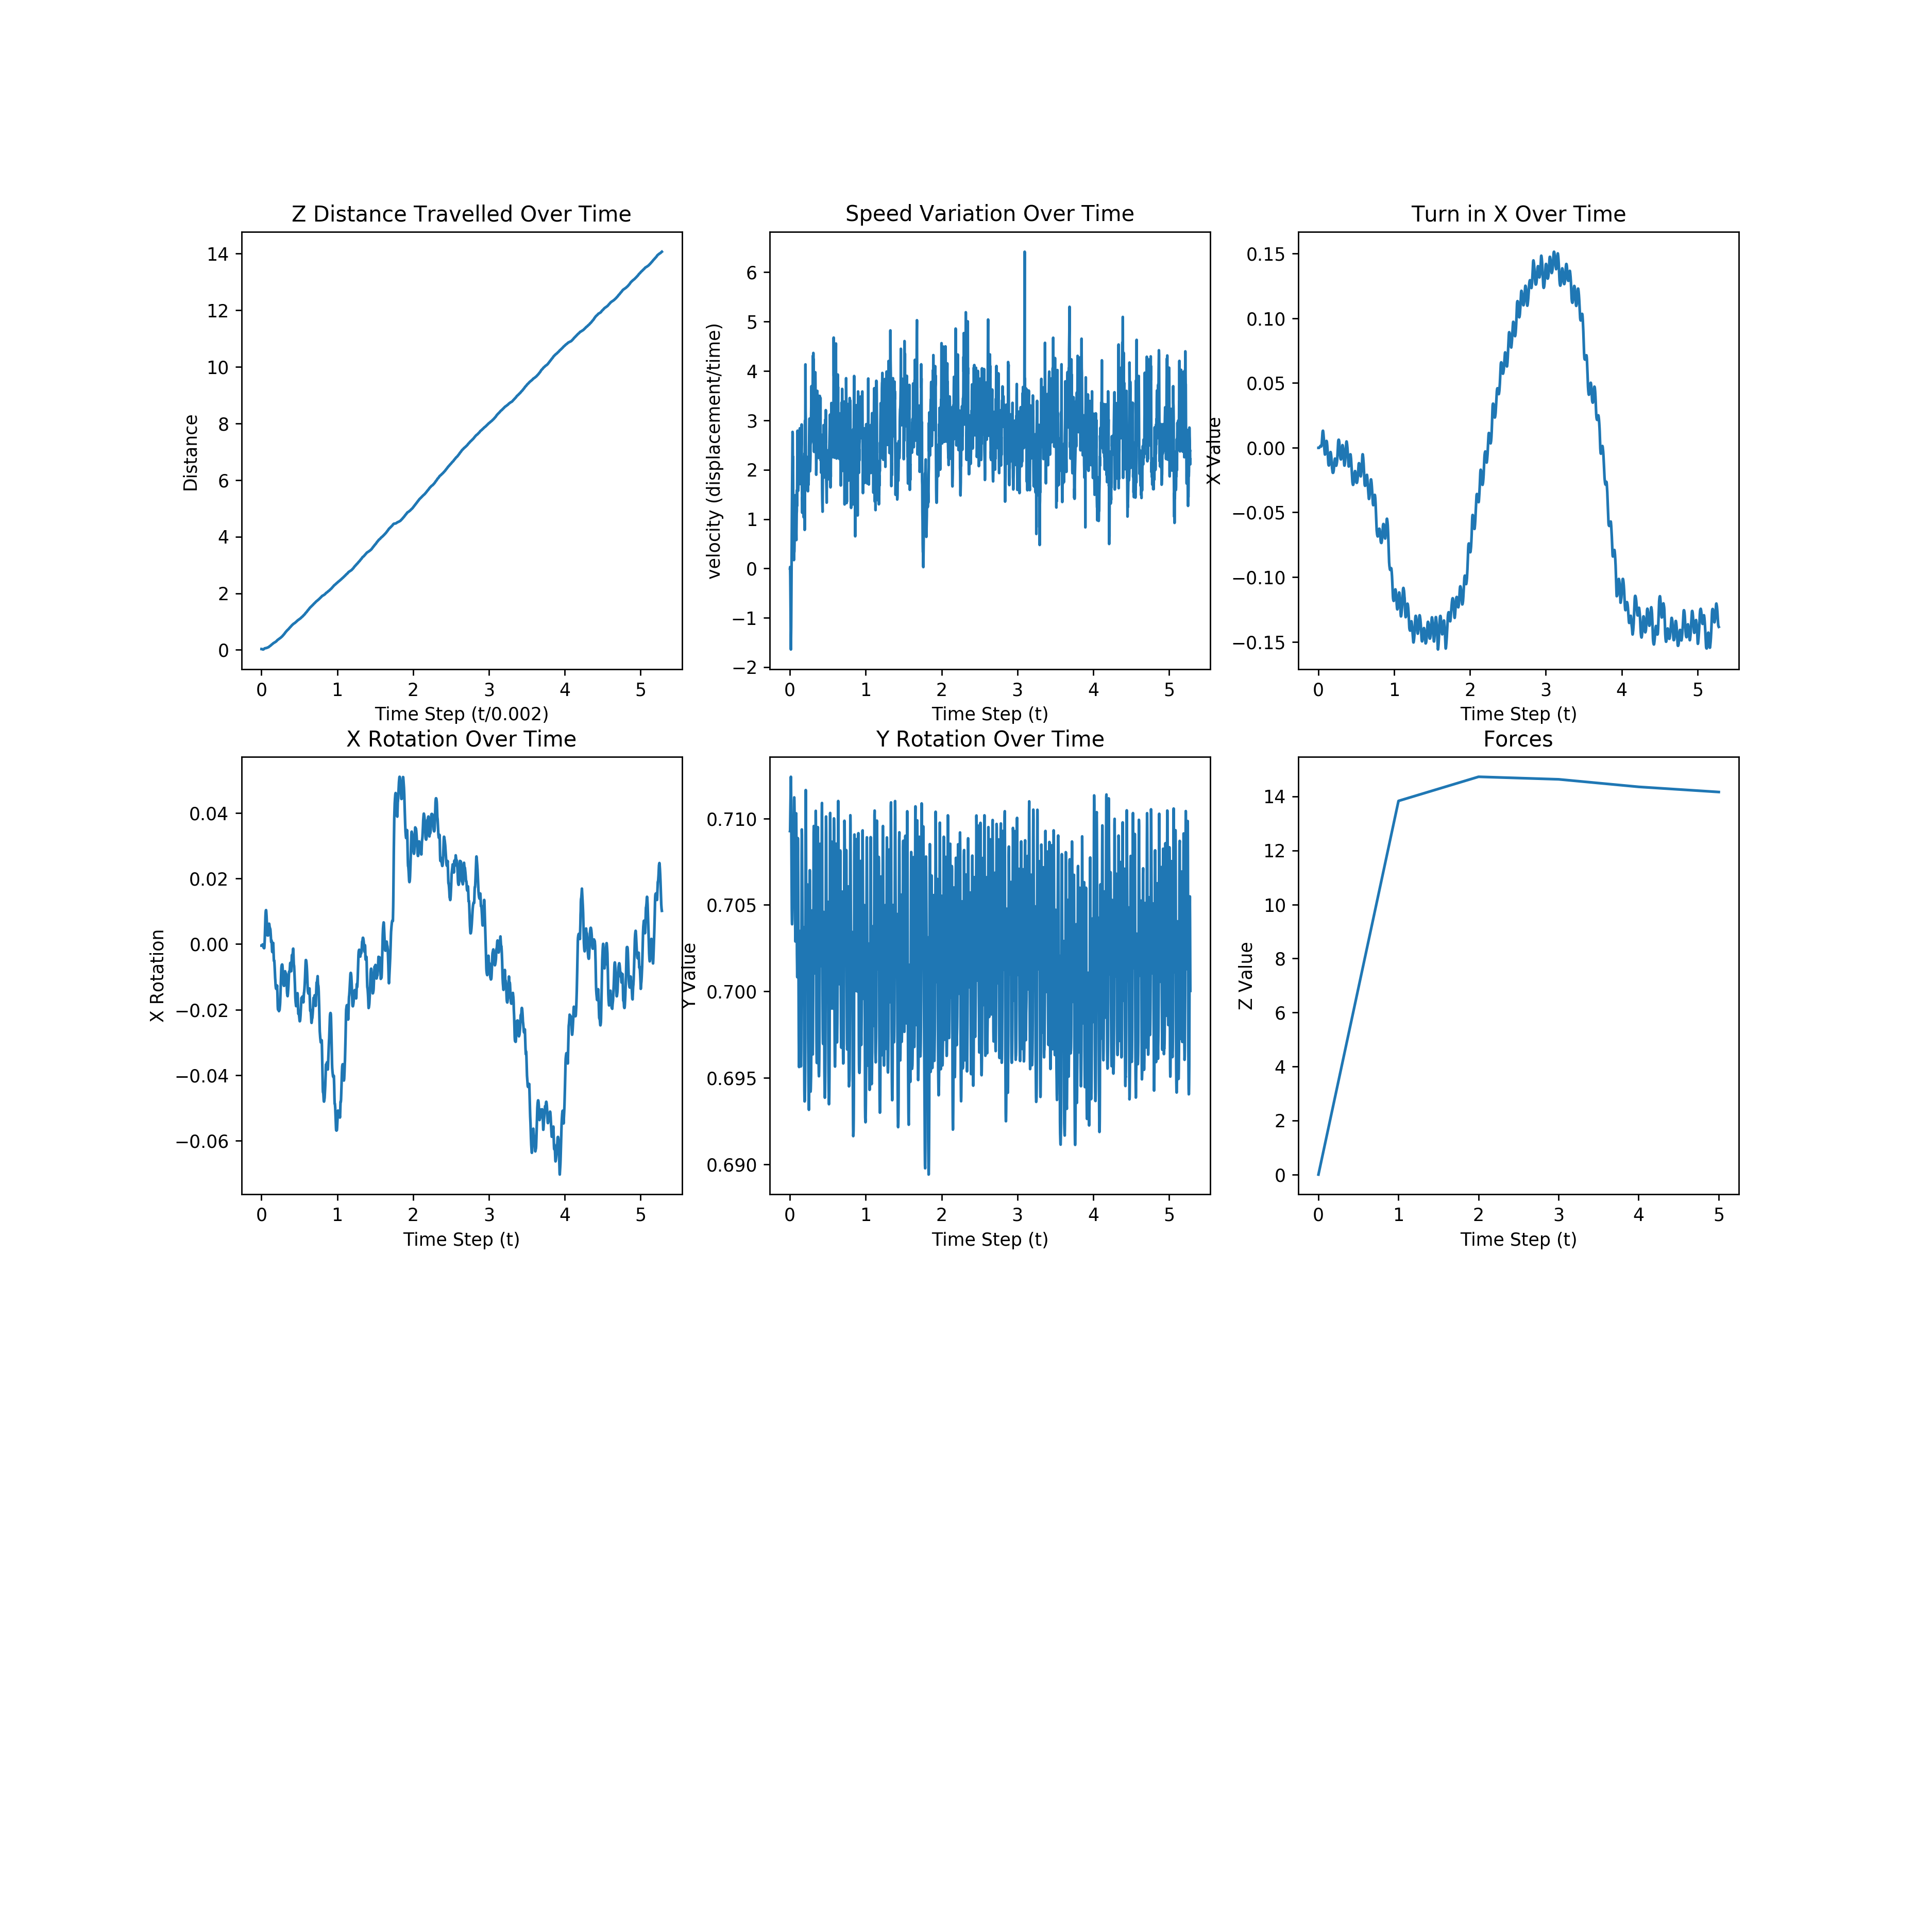 Z Distance Travelled Over Time
Distance
14
12
10
8
6
4
2
0
0 1 2 3 4 5
Time Step (t/0.002)
Speed Variation Over Time
velocity (displacement/time)
6
5
4
3
2
1
0
−1
−2
0 1 2 3 4 5
Time Step (t)
Turn in X Over Time
X Value
0.15
0.10
0.05
0.00
−0.05
−0.10
−0.15
0 1 2 3 4 5
Time Step (t)
X Rotation Over Time
X Rotation
0.04
0.02
0.00
−0.02
−0.04
−0.06
0 1 2 3 4 5
Time Step (t)
Y Rotation Over Time
Y Value
0.710
0.705
0.700
0.695
0.690
0 1 2 3 4 5
Time Step (t)
Forces
Z Value
14
12
10
8
6
4
2
0
0 1 2 3 4 5
Time Step (t)